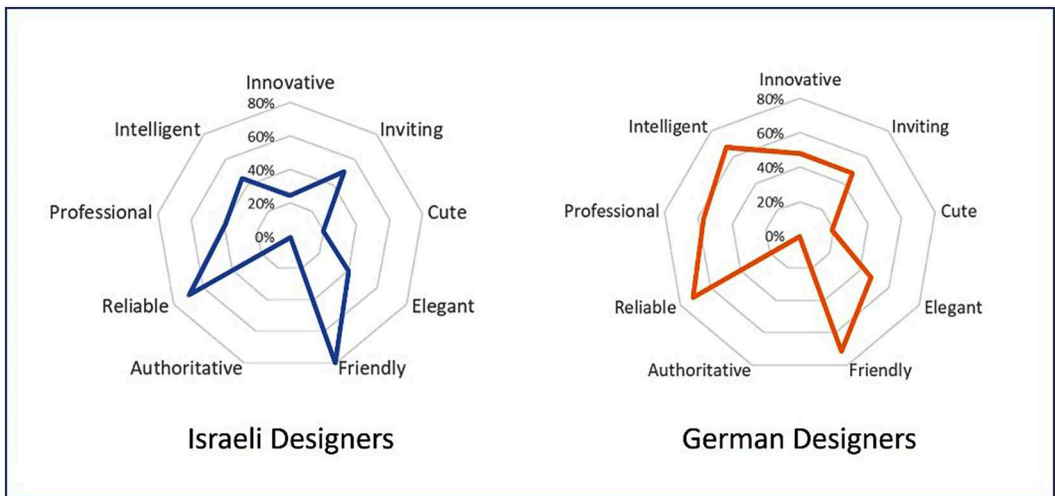 Innovative
80%
Intelligent
Inviting
60%
40%
Professional
Cute
20%
0%
Reliable
Elegant
Authoritative
Friendly
Israeli Designers
Innovative
80%
Intelligent
Inviting
60%
40%
Professional
Cute
20%
0%
Reliable
Elegant
Authoritative
Friendly
German Designers